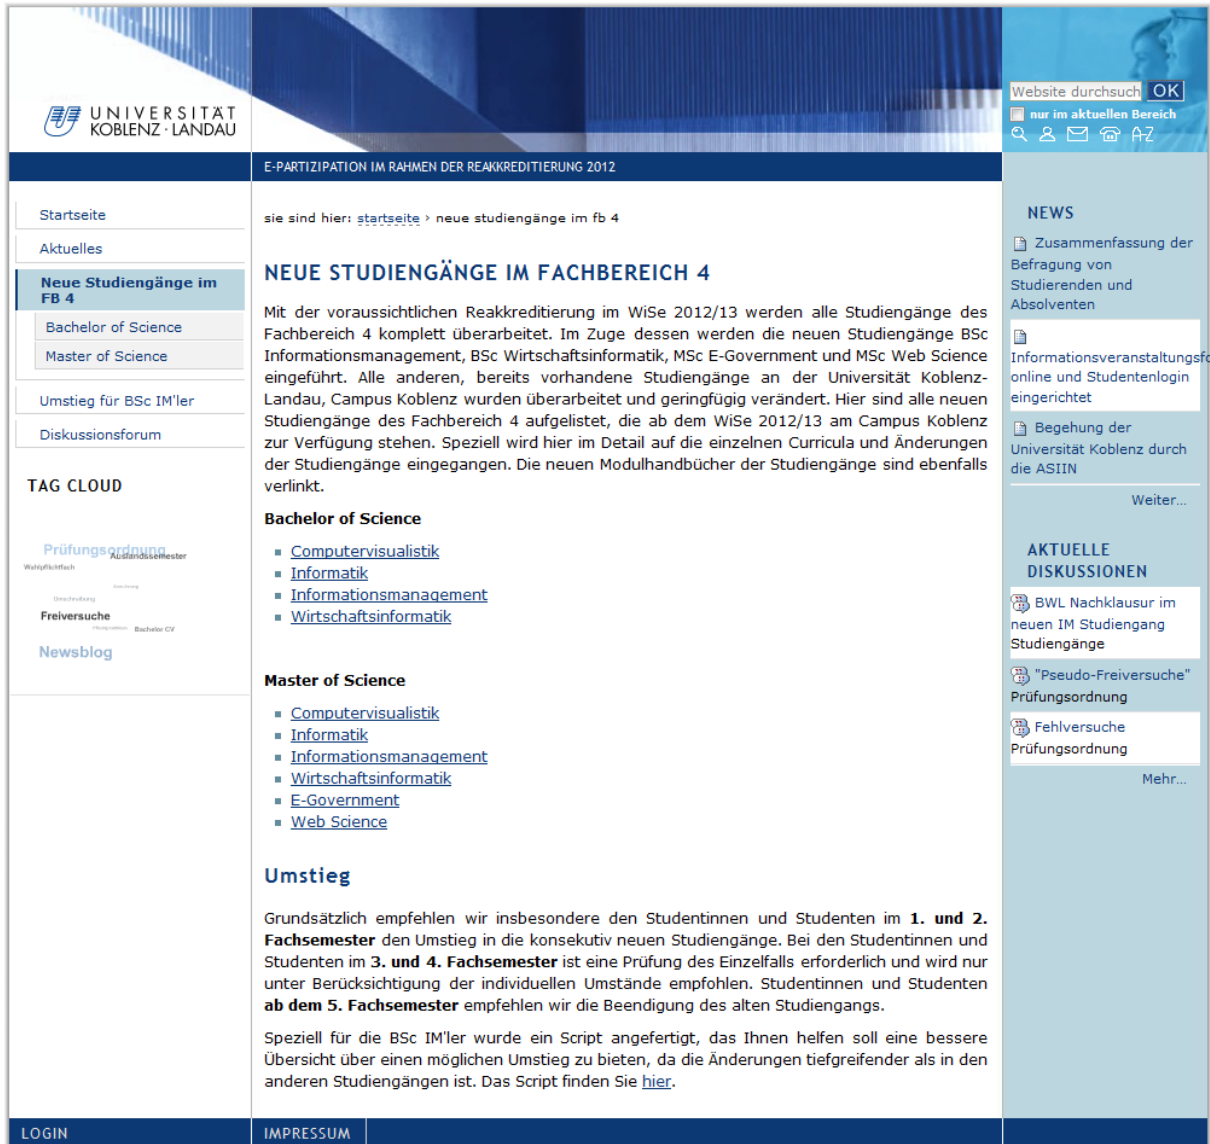 UNIVERSITÄT
KOBLENZ · LANDAU
Website durchsuch OK
nur im aktuellen Bereich
A-Z
E-PARTIZIPATION IM RAHMEN DER REAKKREDITIERUNG 2012
Startseite
Aktuelles
Neue Studiengänge im
FB 4
Bachelor of Science
Master of Science
Umstieg für BSc IM'ler
Diskussionsforum
TAG CLOUD
Prüfungsordnung
Auslandssemester
Wahlpflichtfach
Umschreibung
Freiversuche
Bachelor CV
Newsblog
sie sind hier: startseite › neue studiengänge im fb 4
NEUE STUDIENGÄNGE IM FACHBEREICH 4
Mit der voraussichtlichen Reakkreditierung im WiSe 2012/13 werden alle Studiengänge des
Fachbereich 4 komplett überarbeitet. Im Zuge dessen werden die neuen Studiengänge BSc
Informationsmanagement, BSc Wirtschaftsinformatik, MSc E-Government und MSc Web Science
eingeführt. Alle anderen, bereits vorhandene Studiengänge an der Universität Koblenz-
Landau, Campus Koblenz wurden überarbeitet und geringfügig verändert. Hier sind alle neuen
Studiengänge des Fachbereich 4 aufgelistet, die ab dem WiSe 2012/13 am Campus Koblenz
zur Verfügung stehen. Speziell wird hier im Detail auf die einzelnen Curricula und Änderungen
der Studiengänge eingegangen. Die neuen Modulhandbücher der Studiengänge sind ebenfalls
verlinkt.
Bachelor of Science
Computervisualistik
Informatik
Informationsmanagement
Wirtschaftsinformatik
Master of Science
Computervisualistik
Informatik
Informationsmanagement
Wirtschaftsinformatik
E-Government
Web Science
Umstieg
Grundsätzlich empfehlen wir insbesondere den Studentinnen und Studenten im 1. und 2.
Fachsemester den Umstieg in die konsekutiv neuen Studiengänge. Bei den Studentinnen und
Studenten im 3. und 4. Fachsemester ist eine Prüfung des Einzelfalls erforderlich und wird nur
unter Berücksichtigung der individuellen Umstände empfohlen. Studentinnen und Studenten
ab dem 5. Fachsemester empfehlen wir die Beendigung des alten Studiengangs.
Speziell für die BSc IM'ler wurde ein Script angefertigt, das Ihnen helfen soll eine bessere
Übersicht über einen möglichen Umstieg zu bieten, da die Änderungen tiefgreifender als in den
anderen Studiengängen ist. Das Script finden Sie hier.
NEWS
Zusammenfassung der
Befragung von
Studierenden und
Absolventen
Informationsveranstaltungsfo
online und Studentenlogin
eingerichtet
Begehung der
Universität Koblenz durch
die ASIIN
Weiter...
AKTUELLE
DISKUSSIONEN
BWL Nachklausur im
neuen IM Studiengang
Studiengänge
"Pseudo-Freiversuche"
Prüfungsordnung
Fehlversuche
Prüfungsordnung
Mehr...
LOGIN
IMPRESSUM